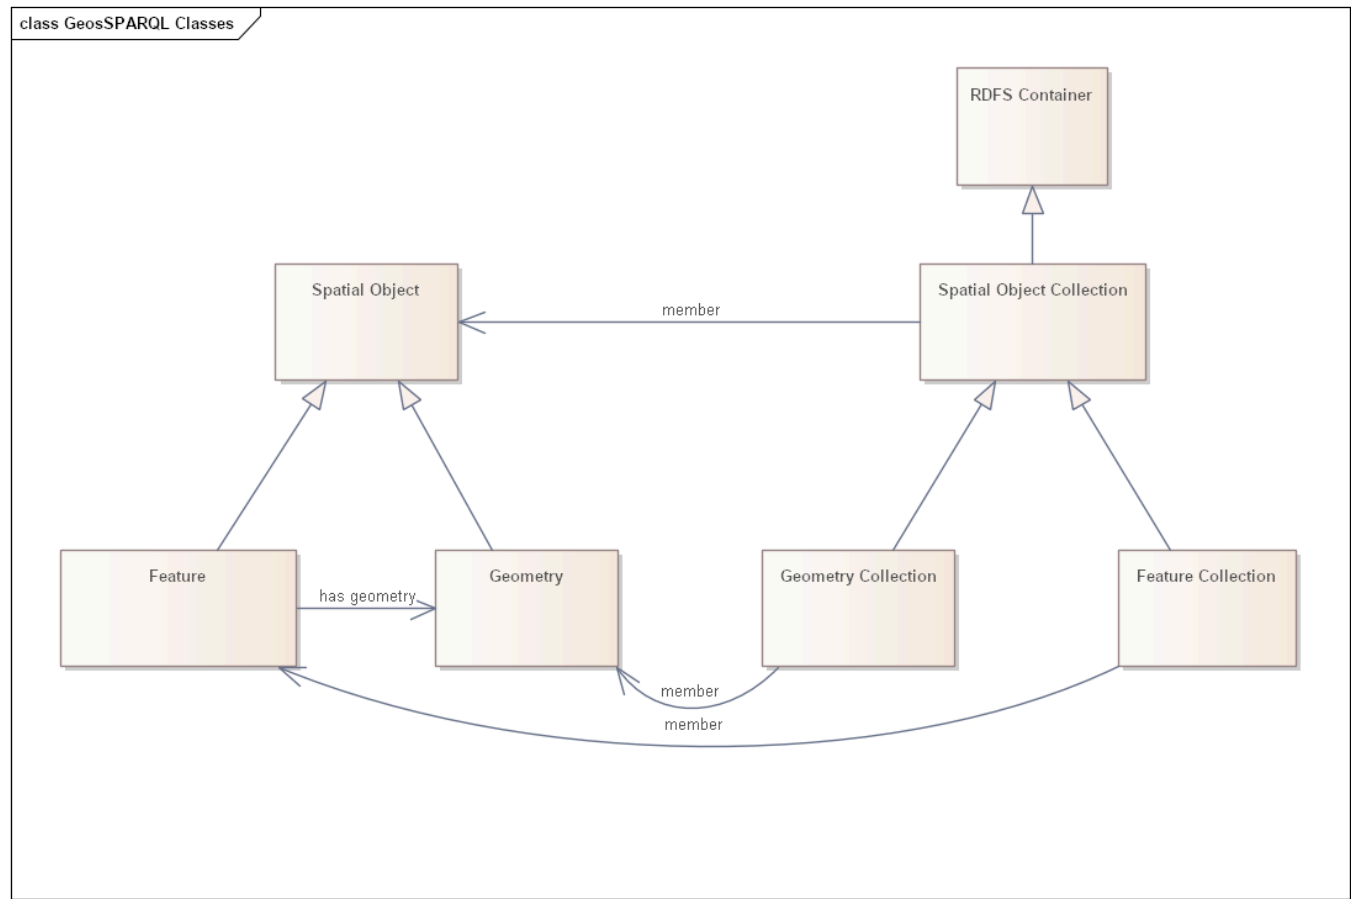 class GeosSPARQL Classes
RDFS Container
Spatial Object
Spatial Object Collection
member
Feature
Geometry
Geometry Collection
Feature Collection
has geometry
member
member